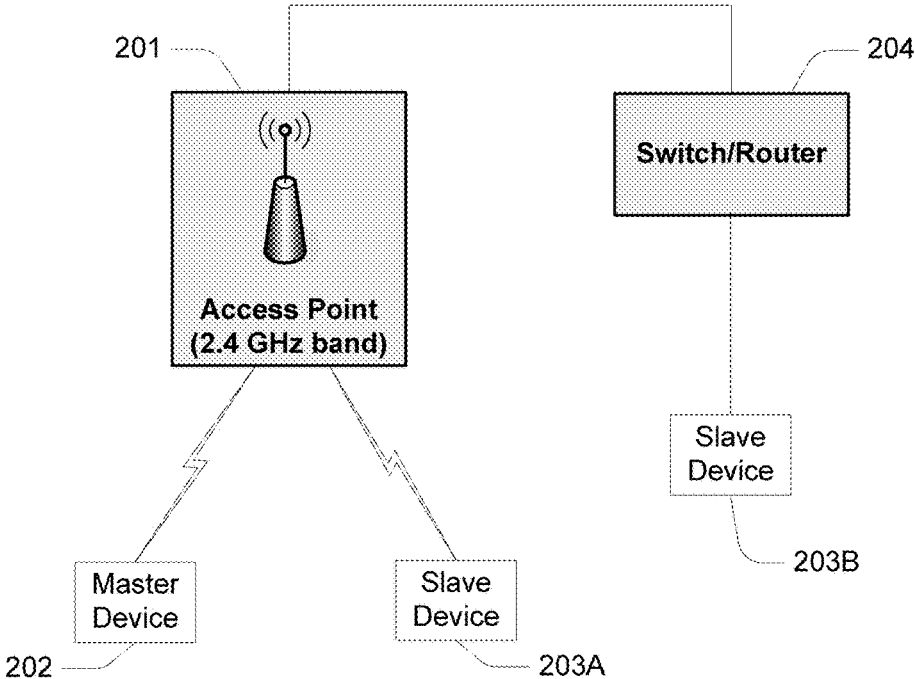 201
204
Switch/Router
Access Point
(2.4 GHz band)
Slave
Device
203B
Master
Device
Slave
Device
202
203A